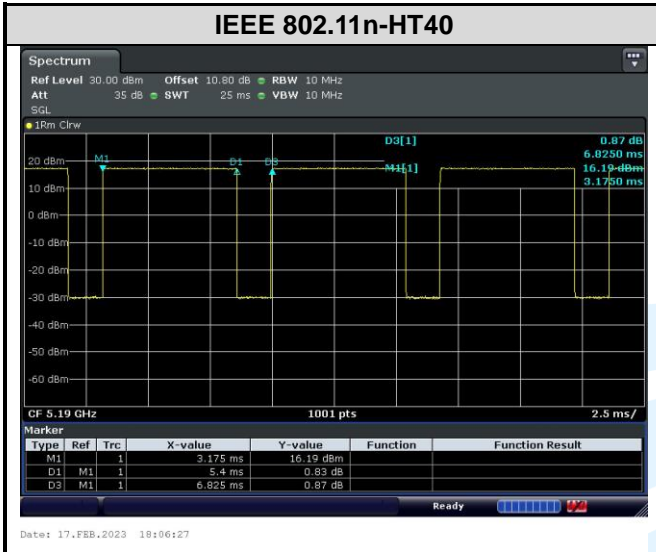 IEEE 802.11n-HT40
Spectrum
Ref Level 30.00 dBm Offset 10.80 dB RBW 10 MHz
Att 35 dB SWT 25 ms VBW 10 MHz
SGL
1Rm Clrw
D3[1] 0.87 dB
6.8250 ms
M1[1] 16.19 dBm
3.1750 ms
M1 D1 D3
20 dBm
10 dBm
0 dBm
-10 dBm
-20 dBm
-30 dBm
-40 dBm
-50 dBm
-60 dBm
CF 5.19 GHz 1001 pts 2.5 ms/
Marker
Type Ref Trc X-value Y-value Function Function Result
M1 1 3.175 ms 16.19 dBm
D1 M1 1 5.4 ms 0.83 dB
D3 M1 1 6.825 ms 0.87 dB
Ready
Date: 17.FEB.2023 18:06:27